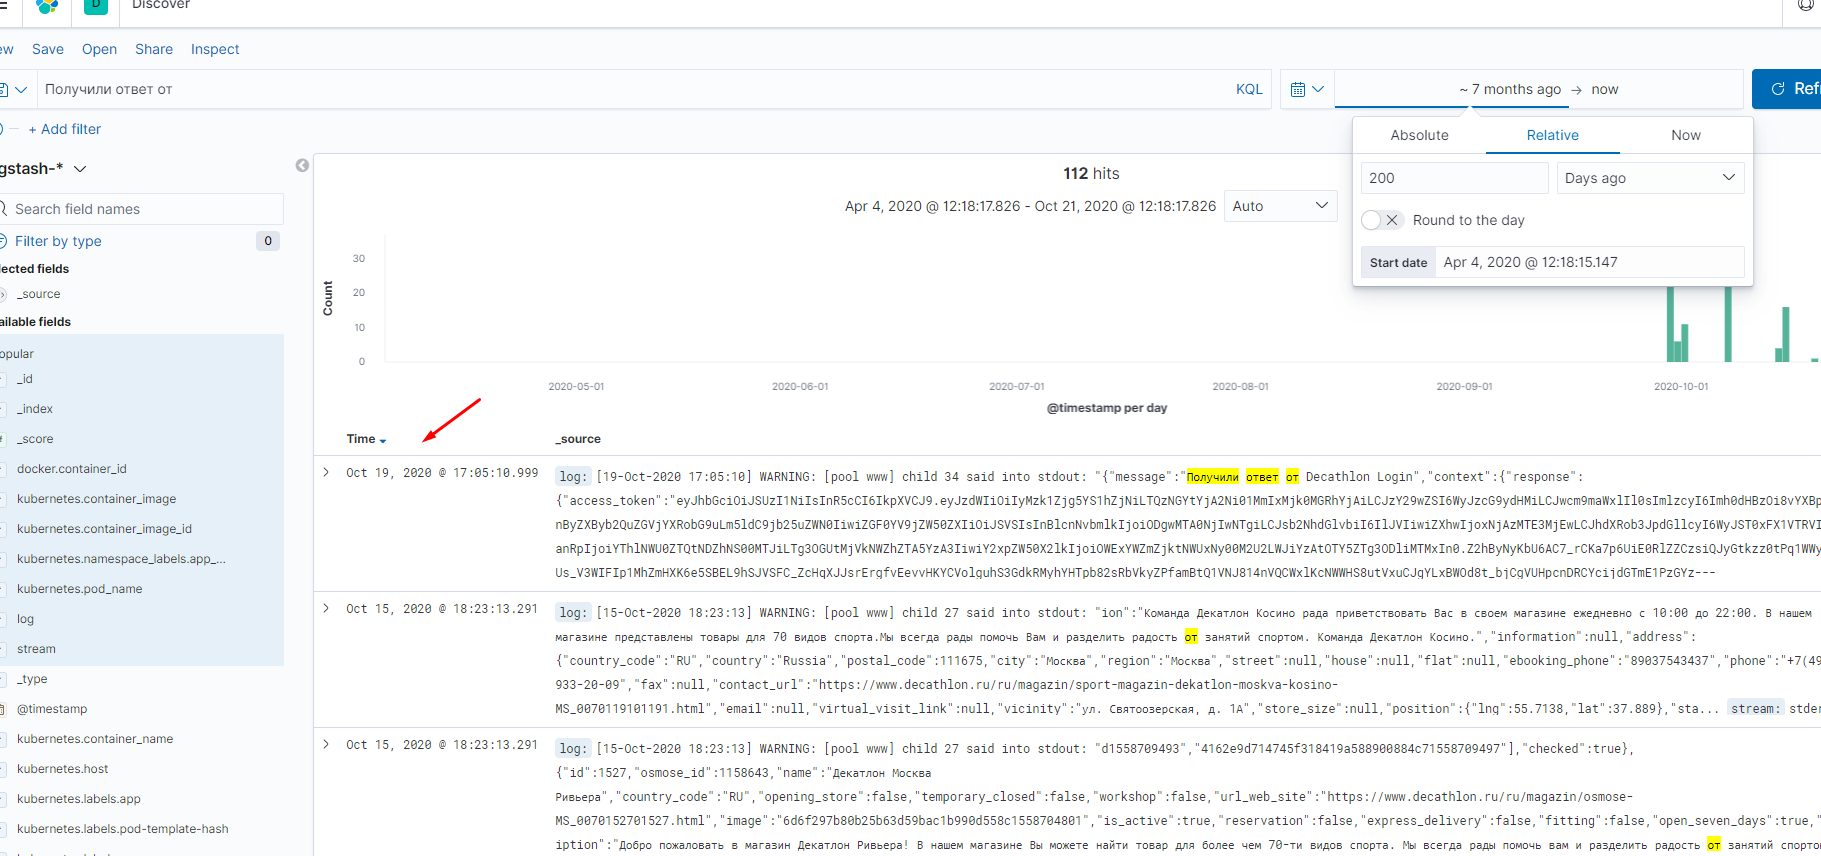 D Discover
ew Save Open Share Inspect
Получили ответ от KQL ~ 7 months ago → now Refr
+ Add filter
Absolute Relative Now
gstash-*
112 hits
200 Days ago
Search field names
Apr 4, 2020 @ 12:18:17.826 - Oct 21, 2020 @ 12:18:17.826 Auto
Round to the day
Filter by type 0
Start date Apr 4, 2020 @ 12:18:15.147
lected fields
_source
ailable fields
opular
_id
_index
_score
docker.container_id
kubernetes.container_image
kubernetes.container_image_id
kubernetes.namespace_labels.app_...
kubernetes.pod_name
log
stream
_type
@timestamp
kubernetes.container_name
kubernetes.host
kubernetes.labels.app
kubernetes.labels.pod-template-hash
Count
30
20
10
0
2020-05-01 2020-06-01 2020-07-01 2020-08-01 2020-09-01 2020-10-01
@timestamp per day
Time _source
Oct 19, 2020 @ 17:05:10.999 log: [19-Oct-2020 17:05:10] WARNING: [pool www] child 34 said into stdout: "{"message":"Получили ответ от Decathlon Login","context":{"response":
{"access_token":
Oct 15, 2020 @ 18:23:13.291 log: [15-Oct-2020 18:23:13] WARNING: [pool www] child 27 said into stdout: "ion":"Команда Декатлон Косино рада приветствовать Вас в своем магазине ежедневно с 10:00 до 22:00. В нашем
магазине представлены товары для 70 видов спорта.Мы всегда рады помочь Вам и разделить радость от занятий спортом. Команда Декатлон Косино.","information":null,"address":
{"country_code":"RU","country":"Russia","postal_code":111675,"city":"Москва","region":"Москва","street":null,"house":null,"flat":null,"ebooking_phone":"89037543437","phone":"+7(49
933-20-09","fax":null,"contact_url":"https://www.decathlon.ru/ru/magazin/sport-magazin-dekatlon-moskva-kosino-
MS_0070119101191.html","email":null,"virtual_visit_link":null,"vicinity":"ул. Святоозерская, д. 1А","store_size":null,"position":{"lng":55.7138,"lat":37.889},"sta... stream: stder
Oct 15, 2020 @ 18:23:13.291 log: [15-Oct-2020 18:23:13] WARNING: [pool www] child 27 said into stdout: "d1558709493","4162e9d714745f318419a588900884c71558709497"],"checked":true},
{"id":1527,"osmose_id":1158643,"name":"Декатлон Москва
Ривьера","country_code":"RU","opening_store":false,"temporary_closed":false,"workshop":false,"url_web_site":"https://www.decathlon.ru/ru/magazin/osmose-
MS_0070152701527.html","image":"6d6f297b80b25b63d59bac1b990d558c1558704801","is_active":true,"reservation":false,"express_delivery":false,"fitting":false,"open_seven_days":true,"
iption":"Добро пожаловать в магазин Декатлон Ривьера! В нашем магазине Вы можете найти товар для более чем 70-ти видов спорта. Мы всегда рады помочь вам и разделить радость от занятий спорто